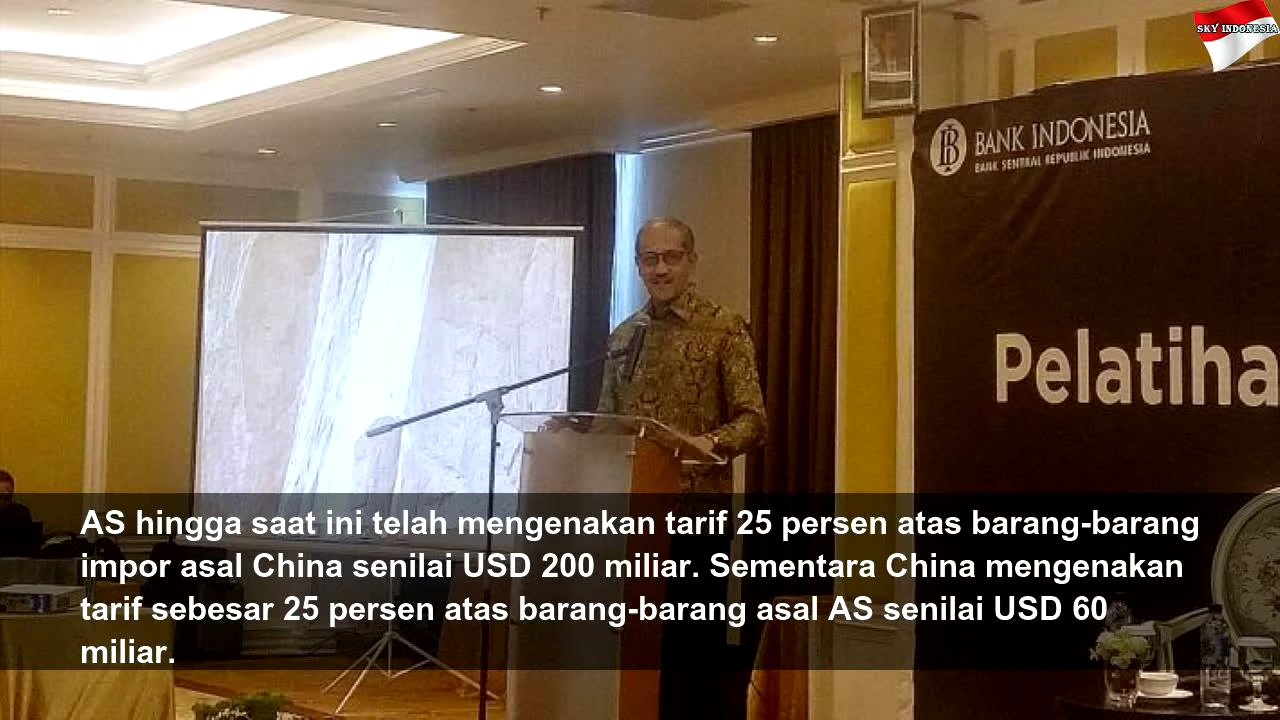 SKY INDONESIA
BANK INDONESIA
BANK SENTRAL REPUBLIK INDONESIA
Pelatiha
AS hingga saat ini telah mengenakan tarif 25 persen atas barang-barang
impor asal China senilai USD 200 miliar. Sementara China mengenakan
tarif sebesar 25 persen atas barang-barang asal AS senilai USD 60
miliar.